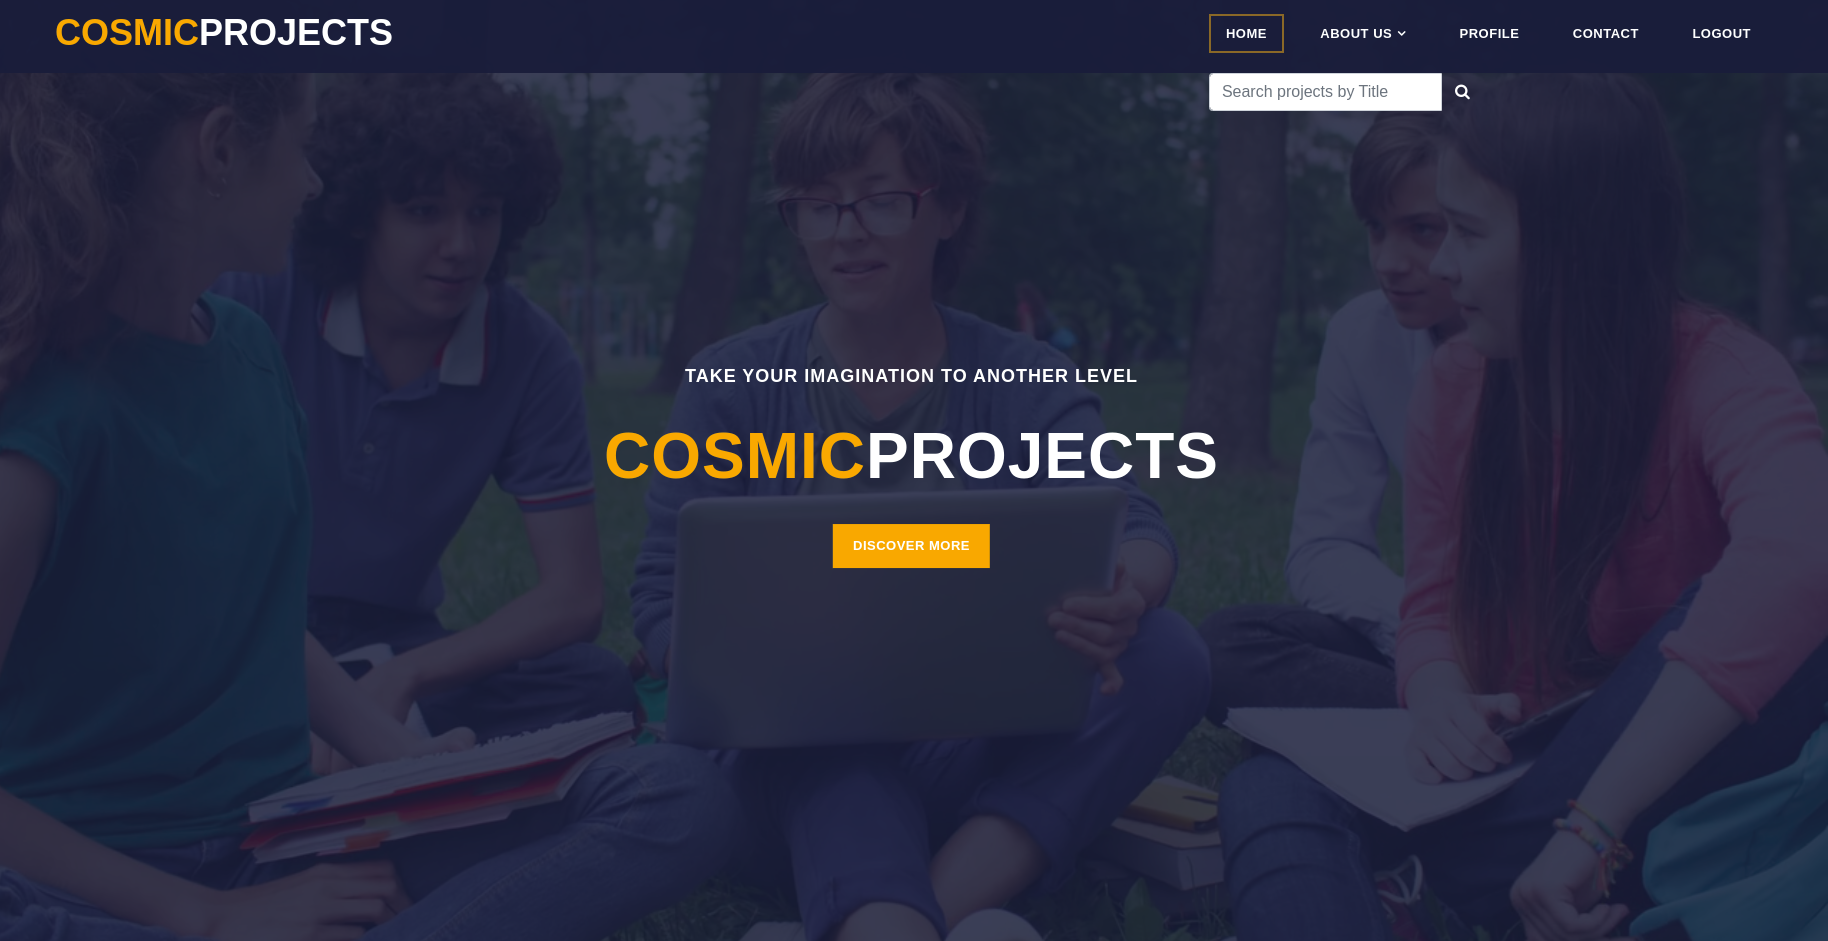 COSMICPROJECTS
HOME
ABOUT US
PROFILE
CONTACT
LOGOUT
Search projects by Title
TAKE YOUR IMAGINATION TO ANOTHER LEVEL
COSMICPROJECTS
DISCOVER MORE